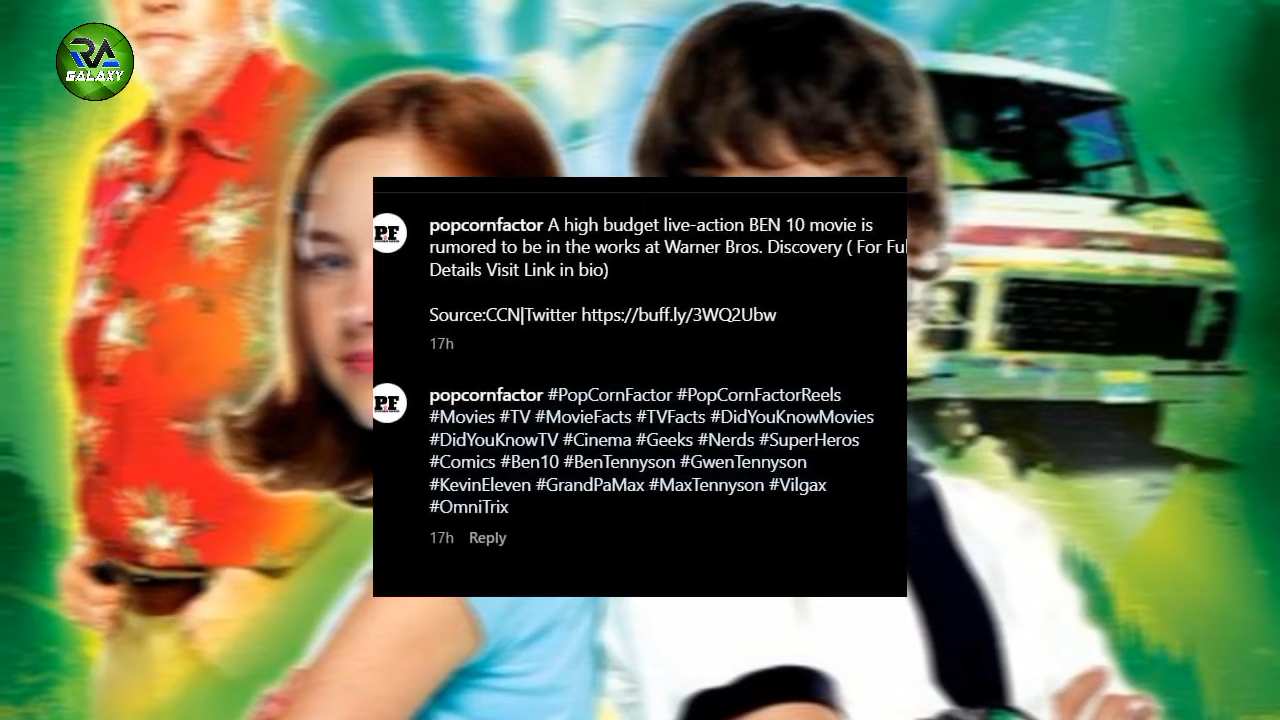 RA
GALAXY
PF
popcornfactor A high budget live-action BEN 10 movie is
rumored to be in the works at Warner Bros. Discovery ( For Ful
Details Visit Link in bio)
Source:CCN|Twitter https://buff.ly/3WQ2Ubw
17h
PF
popcornfactor #PopCornFactor #PopCornFactorReels
#Movies #TV #MovieFacts #TVFacts #DidYouKnowMovies
#DidYouKnowTV #Cinema #Geeks #Nerds #SuperHeros
#Comics #Ben10 #BenTennyson #GwenTennyson
#KevinEleven #GrandPaMax #MaxTennyson #Vilgax
#OmniTrix
17h Reply